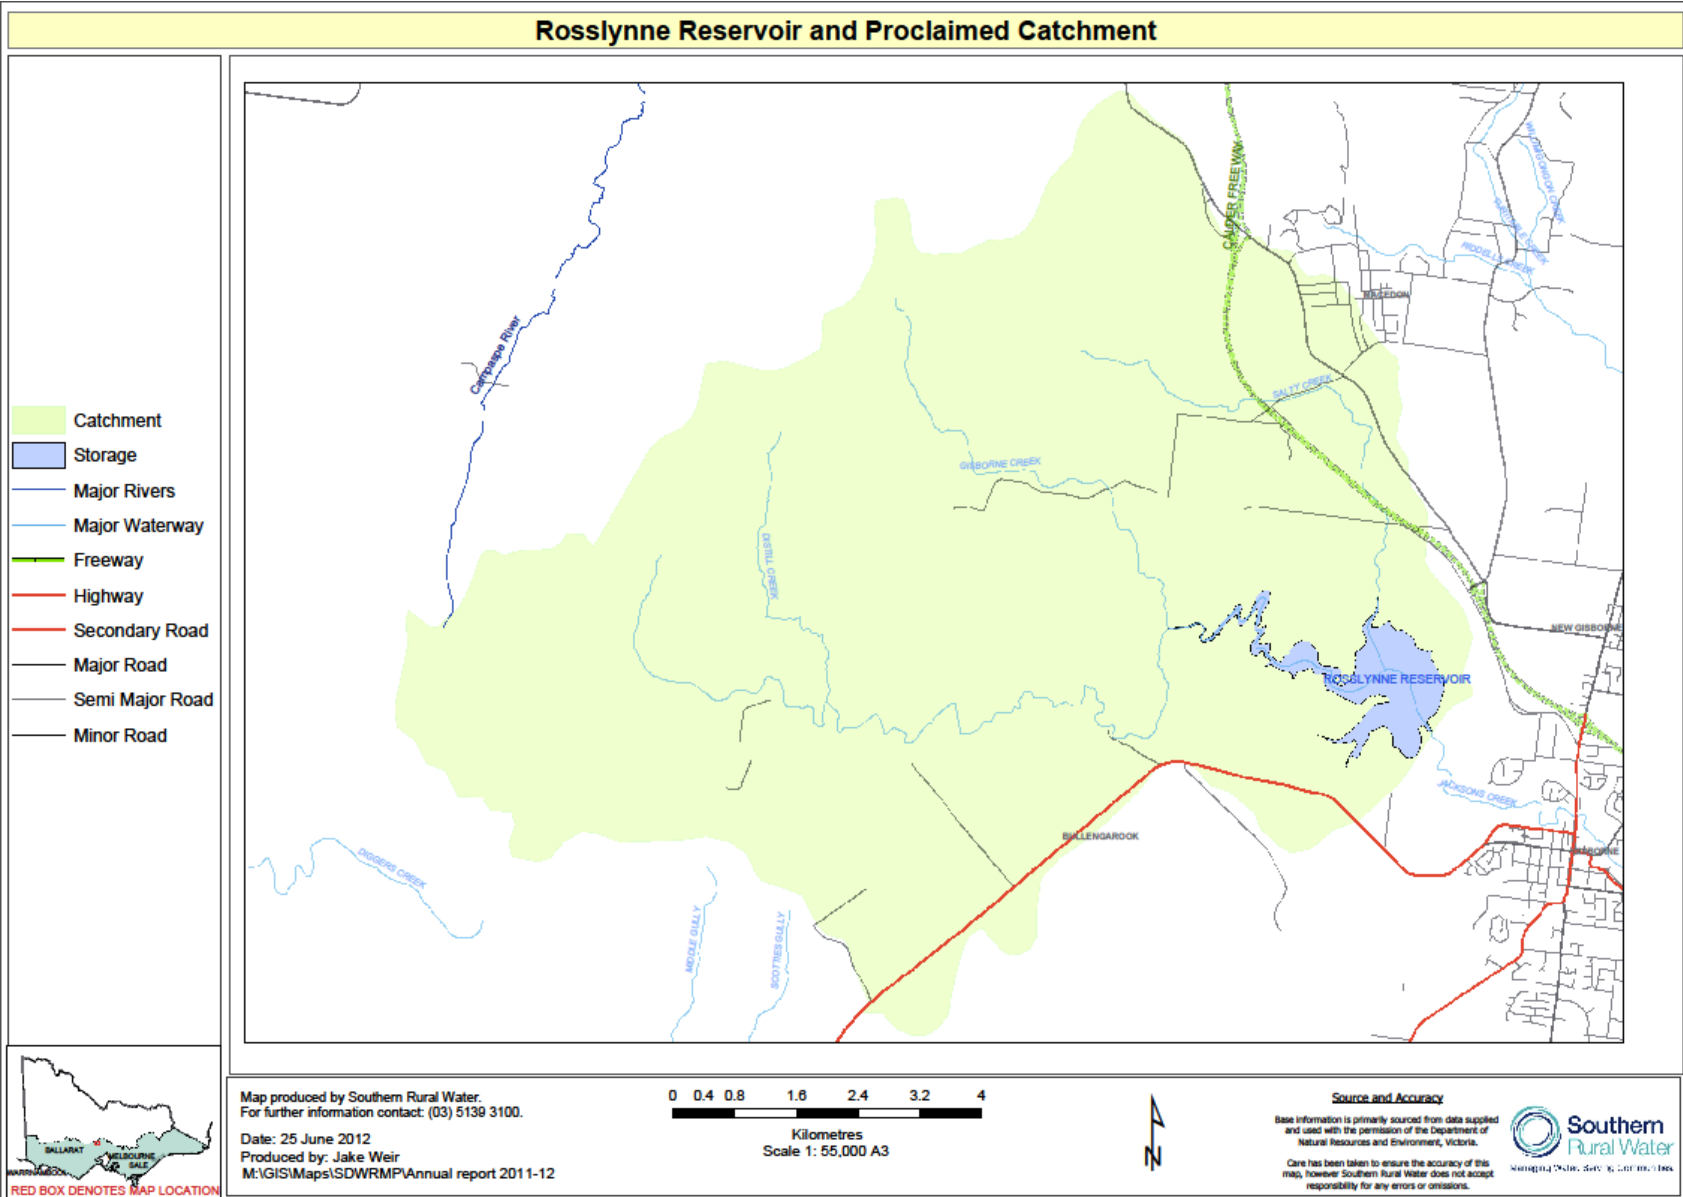 Rosslynne Reservoir and Proclaimed Catchment
Catchment
Storage
Major Rivers
Major Waterway
Freeway
Highway
Secondary Road
Major Road
Semi Major Road
Minor Road
Campaspe River
CALDER FREEWAY
RIDDELLS CREEK
MACEDON
SALTY CREEK
GISBORNE CREEK
DISTILL CREEK
NEW GISBORNE
ROSSLYNNE RESERVOIR
JACKSONS CREEK
BULLENGAROOK
GISBORNE
DIGGERS CREEK
MIDDLE GULLY
SCOTTIES GULLY
BALLARAT
MELBOURNE
SALE
WARRNAMBOOL
RED BOX DENOTES MAP LOCATION
Map produced by Southern Rural Water.
For further information contact: (03) 5139 3100.
Date: 25 June 2012
Produced by: Jake Weir
M:\GIS\Maps\SDWRMP\Annual report 2011-12
0 0.4 0.8 1.6 2.4 3.2 4
Kilometres
Scale 1: 55,000 A3
N
Source and Accuracy
Base information is primarily sourced from data supplied
and used with the permission of the Department of
Natural Resources and Environment, Victoria.
Care has been taken to ensure the accuracy of this
map, however Southern Rural Water does not accept
responsibility for any errors or omissions.
Southern
Rural Water
Managing Water. Serving Communities.